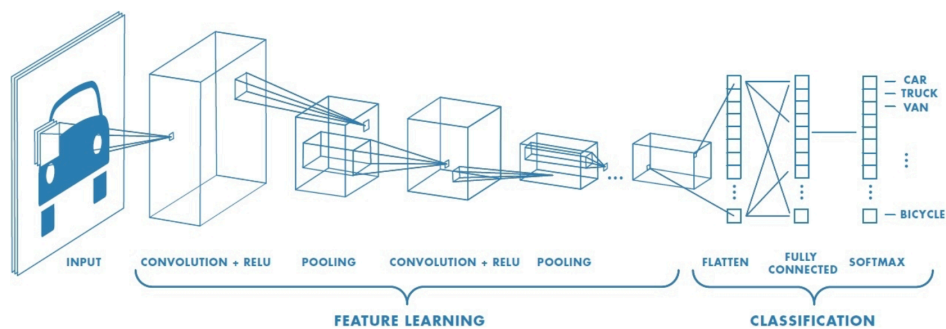 CAR
TRUCK
VAN
BICYCLE
INPUT
CONVOLUTION + RELU
POOLING
CONVOLUTION + RELU
POOLING
FLATTEN
FULLY
CONNECTED
SOFTMAX
FEATURE LEARNING
CLASSIFICATION